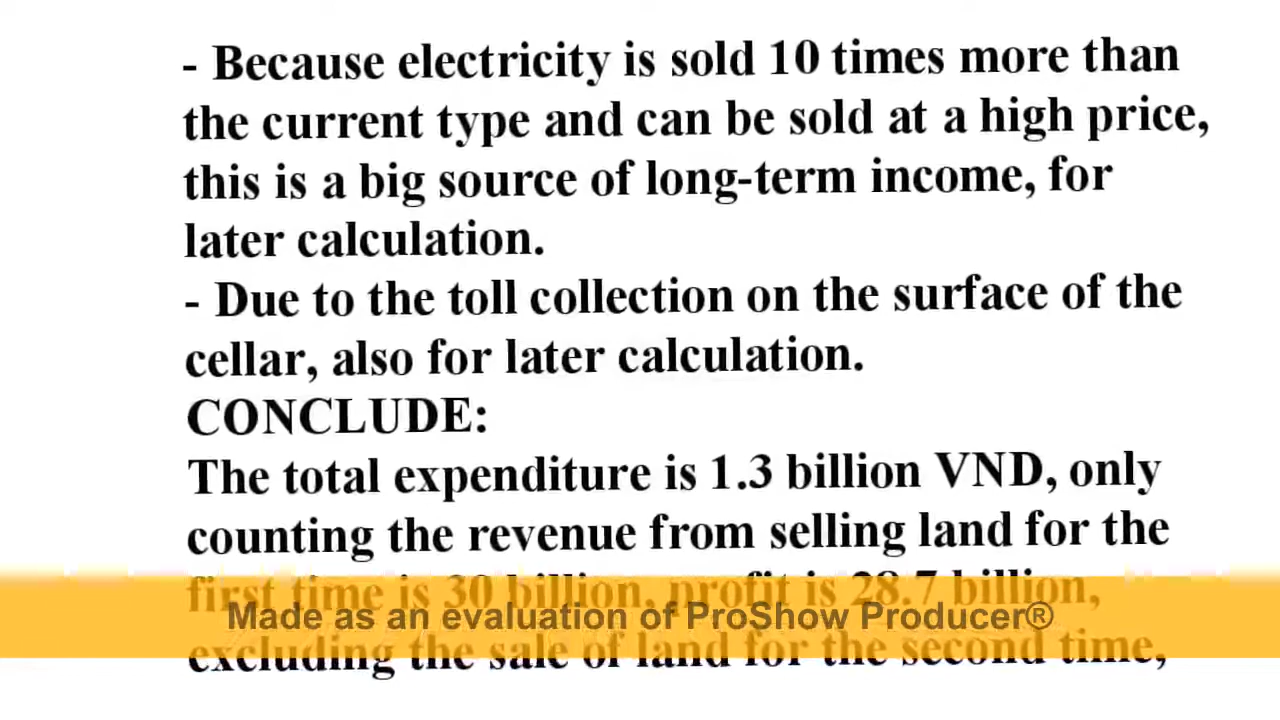 - Because electricity is sold 10 times more than
the current type and can be sold at a high price,
this is a big source of long-term income, for
later calculation.
- Due to the toll collection on the surface of the
cellar, also for later calculation.
CONCLUDE:
The total expenditure is 1.3 billion VND, only
counting the revenue from selling land for the
first time is 30 billion, profit is 28.7 billion,
Made as an evaluation of ProShow Producer®
excluding the sale of land for the second time,